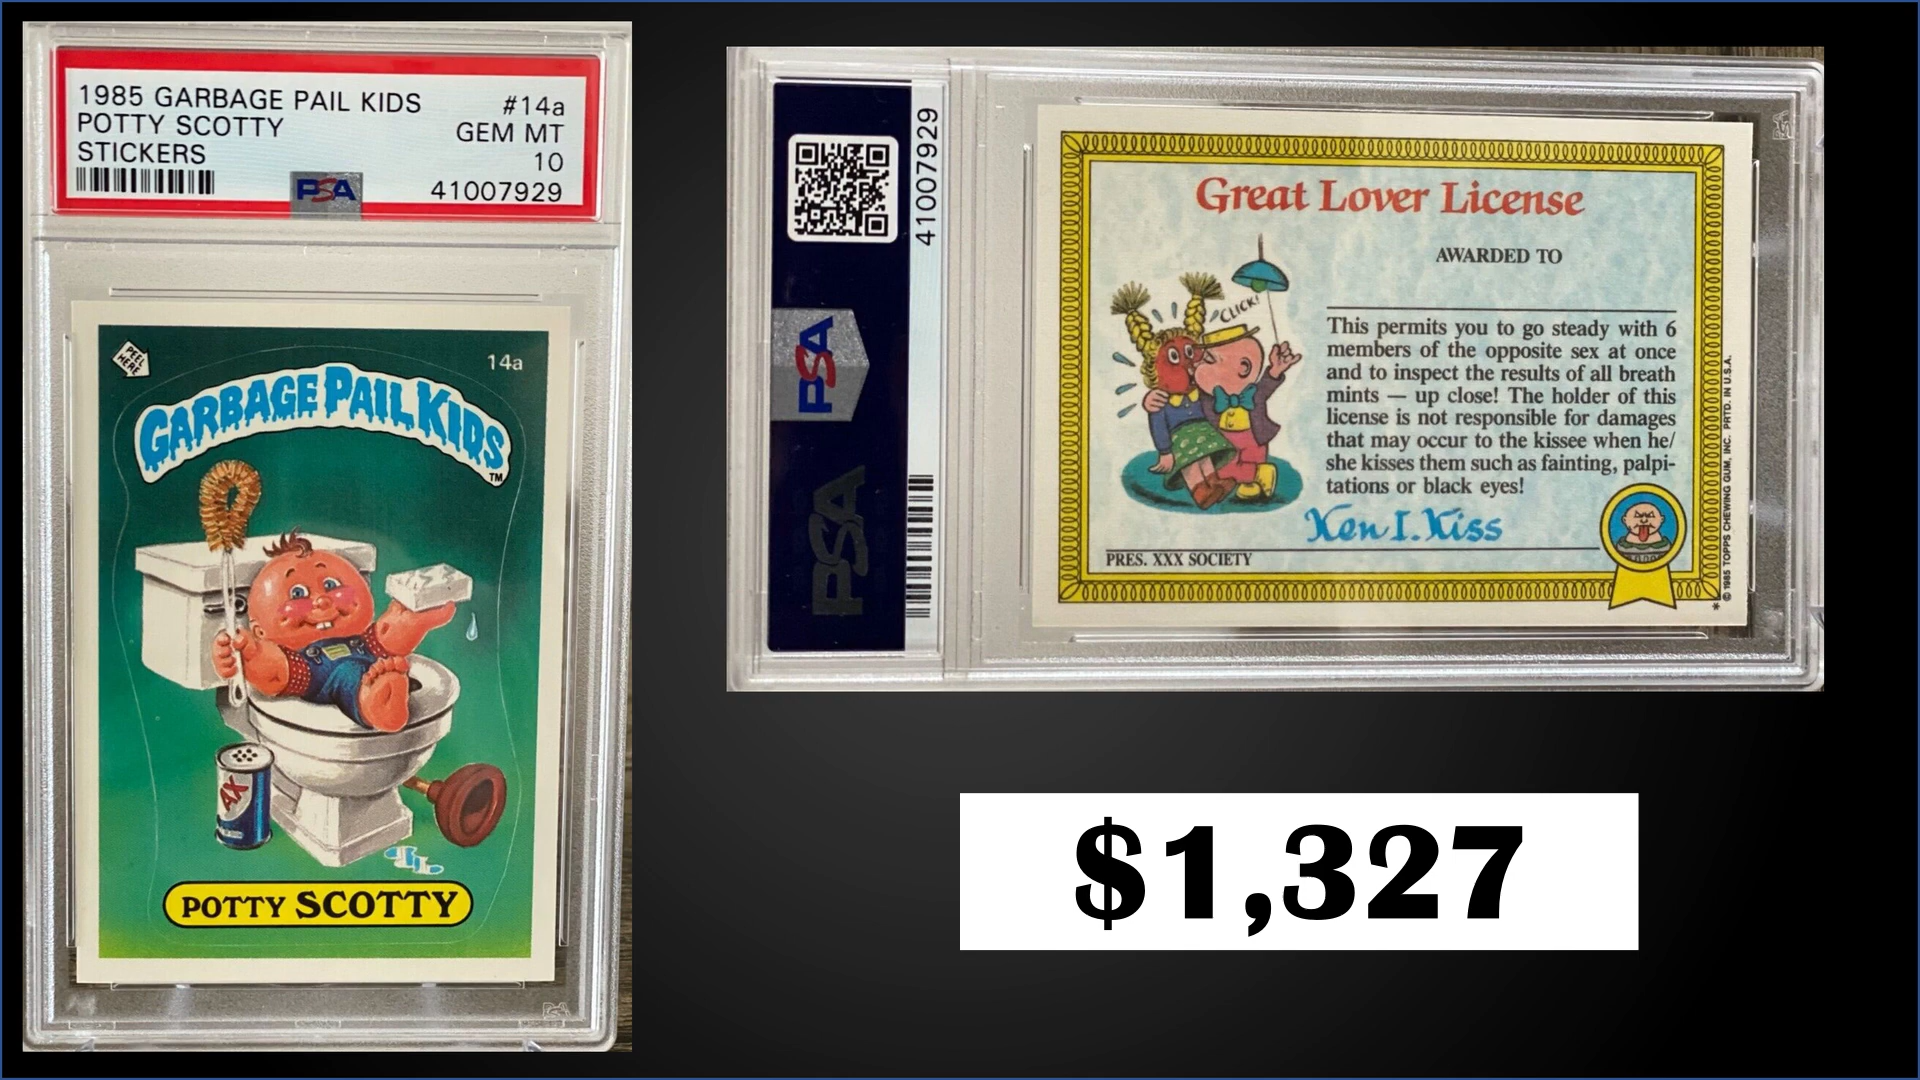 1985 GARBAGE PAIL KIDS #14a
POTTY SCOTTY GEM MT
STICKERS 10
PSA 41007929
PEEL HERE
14a
GARBAGE PAIL KIDS
TM
AX
POTTY SCOTTY
41007929
PSA
PSA
Great Lover License
AWARDED TO
CLICK!
This permits you to go steady with 6
members of the opposite sex at once
and to inspect the results of all breath
mints — up close! The holder of this
license is not responsible for damages
that may occur to the kissee when he/
she kisses them such as fainting, palpi-
tations or black eyes!
Ken I. Kiss
PRES. XXX SOCIETY
* © 1985 TOPPS CHEWING GUM, INC. PRTD. IN U.S.A.
$1,327